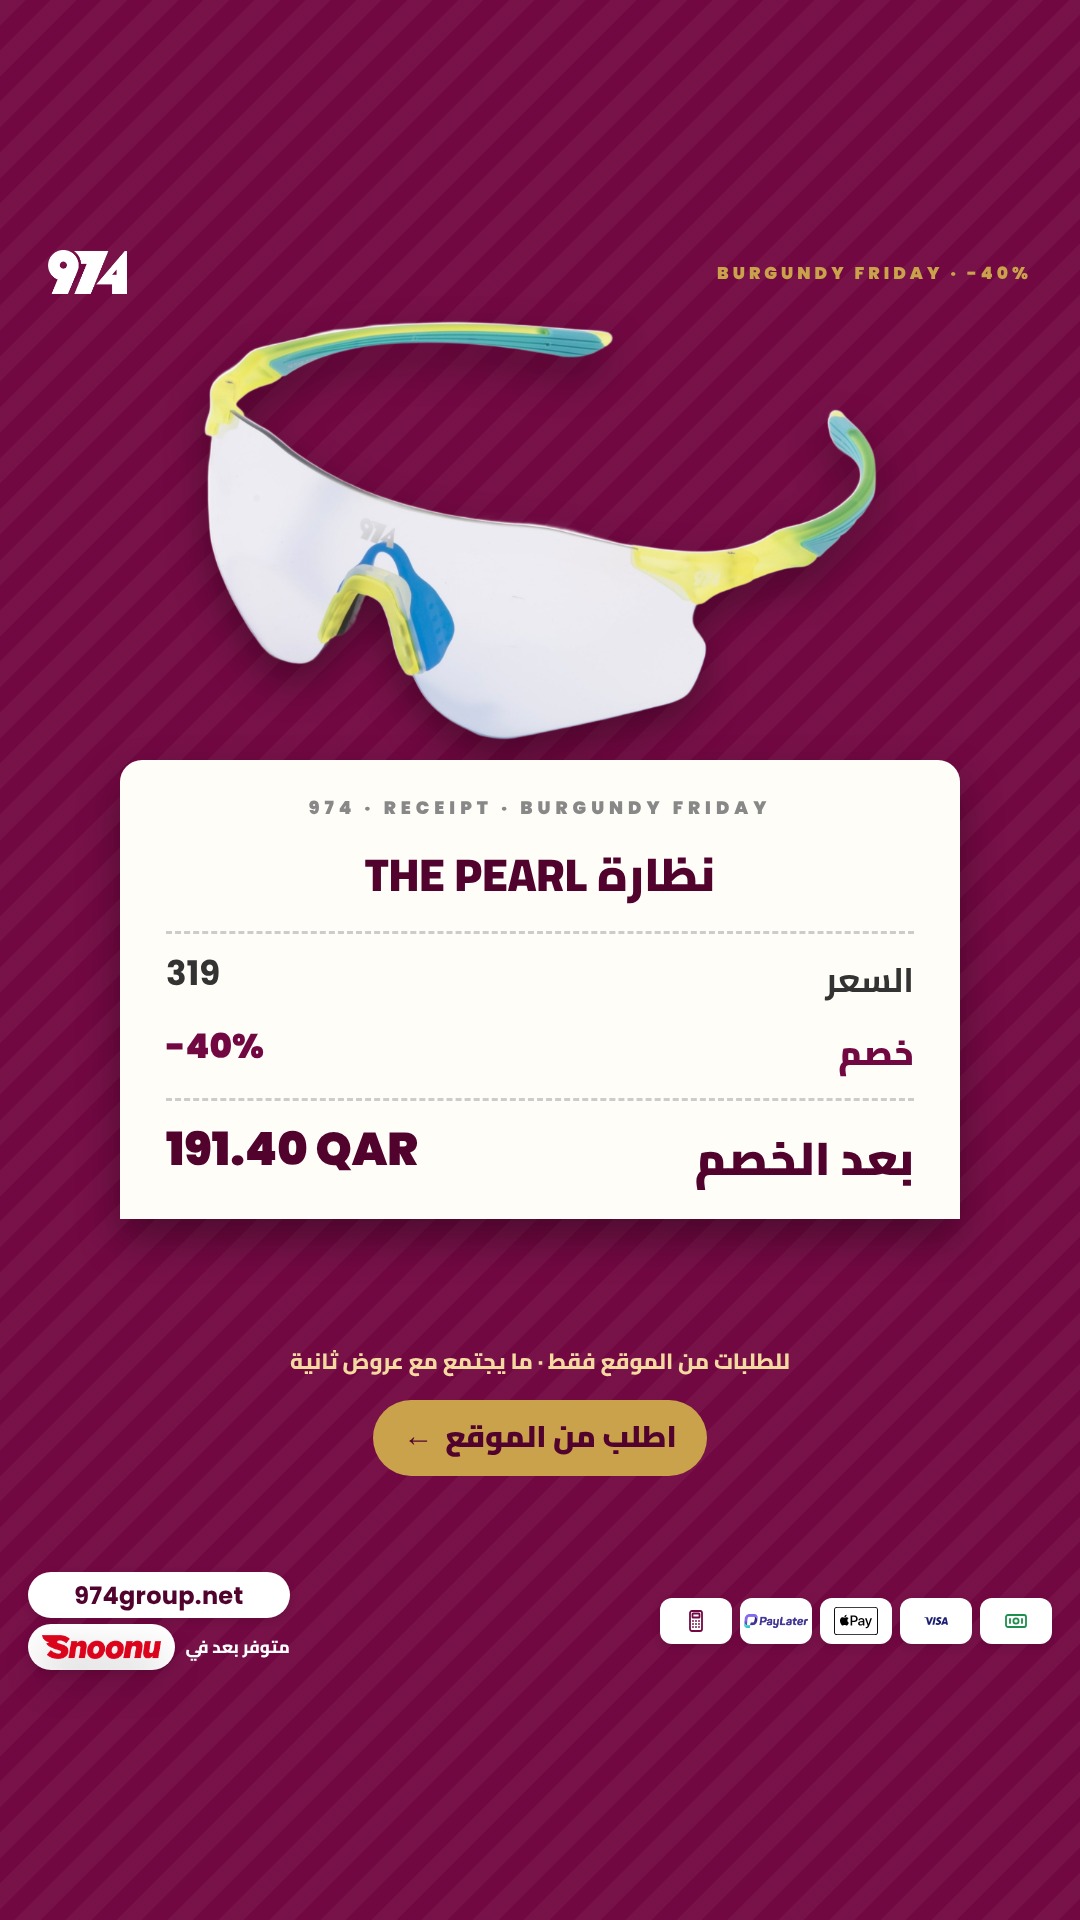 974
BURGUNDY FRIDAY · -40%
974
974 · RECEIPT · BURGUNDY FRIDAY
نظارة THE PEARL
السعر 319
خصم -40%
بعد الخصم 191.40 QAR
للطلبات من الموقع فقط · ما يجتمع مع عروض ثانية
اطلب من الموقع ←
974group.net
متوفر بعد في Snoonu
PayLater
Pay
VISA